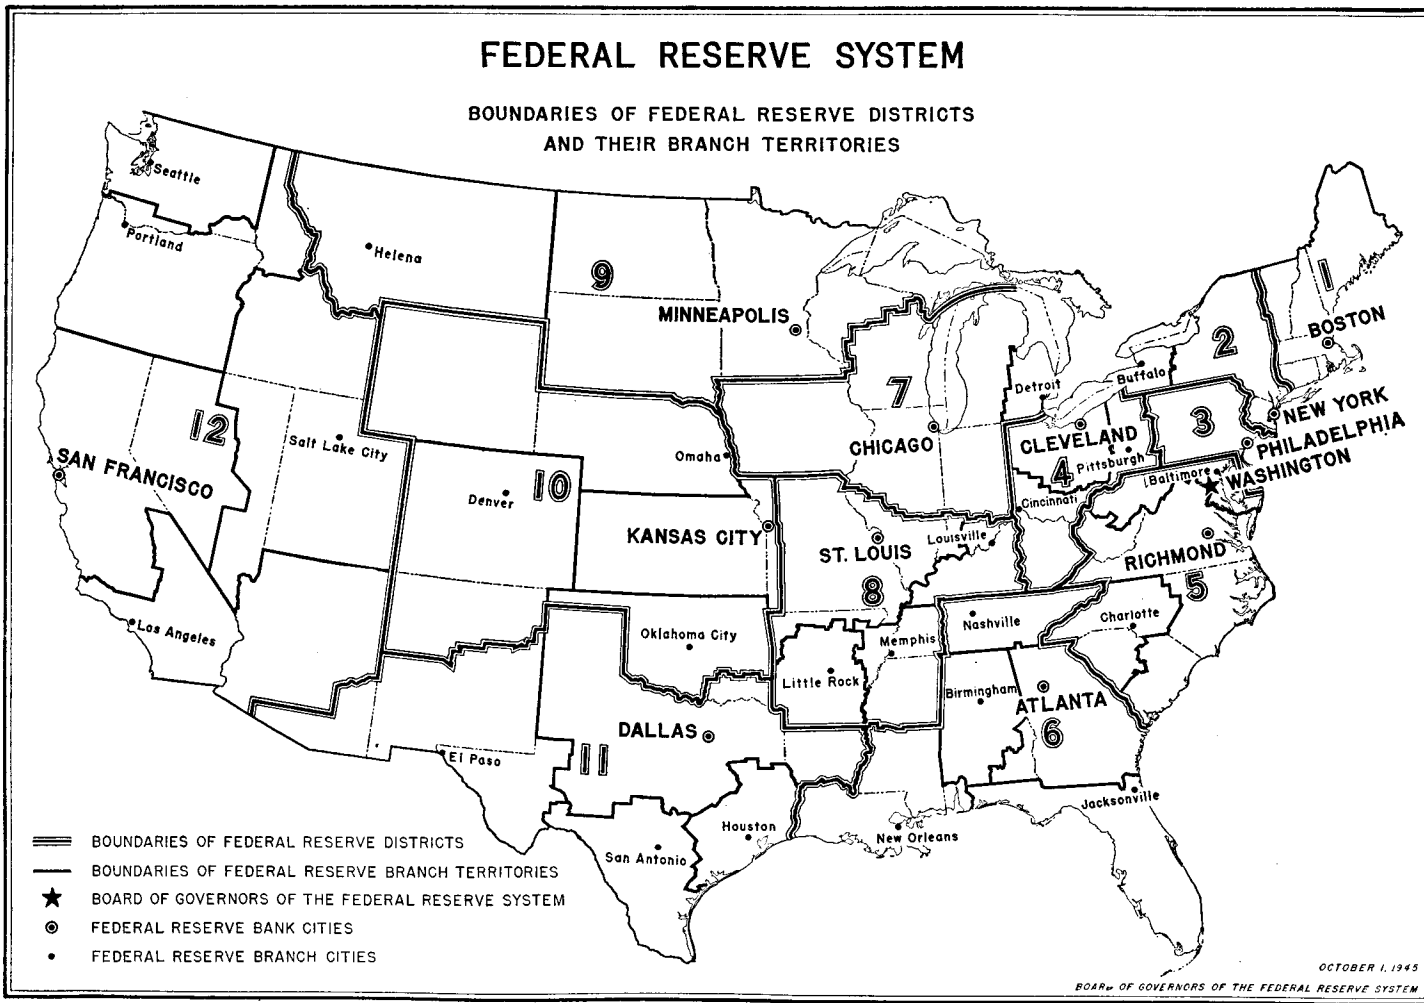 FEDERAL RESERVE SYSTEM
BOUNDARIES OF FEDERAL RESERVE DISTRICTS
AND THEIR BRANCH TERRITORIES
Seattle
Portland
Helena
9
MINNEAPOLIS
1
BOSTON
2
Buffalo
7
Detroit
3
NEW YORK
PHILADELPHIA
12
Salt Lake City
CHICAGO
CLEVELAND
4
Pittsburgh
WASHINGTON
Baltimore
SAN FRANCISCO
Omaha
10
Denver
Cincinnati
KANSAS CITY
ST. LOUIS
Louisville
RICHMOND
8
5
Los Angeles
Oklahoma City
Memphis
Nashville
Charlotte
Little Rock
Birmingham
ATLANTA
6
DALLAS
11
El Paso
Jacksonville
Houston
New Orleans
San Antonio
BOUNDARIES OF FEDERAL RESERVE DISTRICTS
BOUNDARIES OF FEDERAL RESERVE BRANCH TERRITORIES
BOARD OF GOVERNORS OF THE FEDERAL RESERVE SYSTEM
FEDERAL RESERVE BANK CITIES
FEDERAL RESERVE BRANCH CITIES
OCTOBER 1, 1945
BOARD OF GOVERNORS OF THE FEDERAL RESERVE SYSTEM